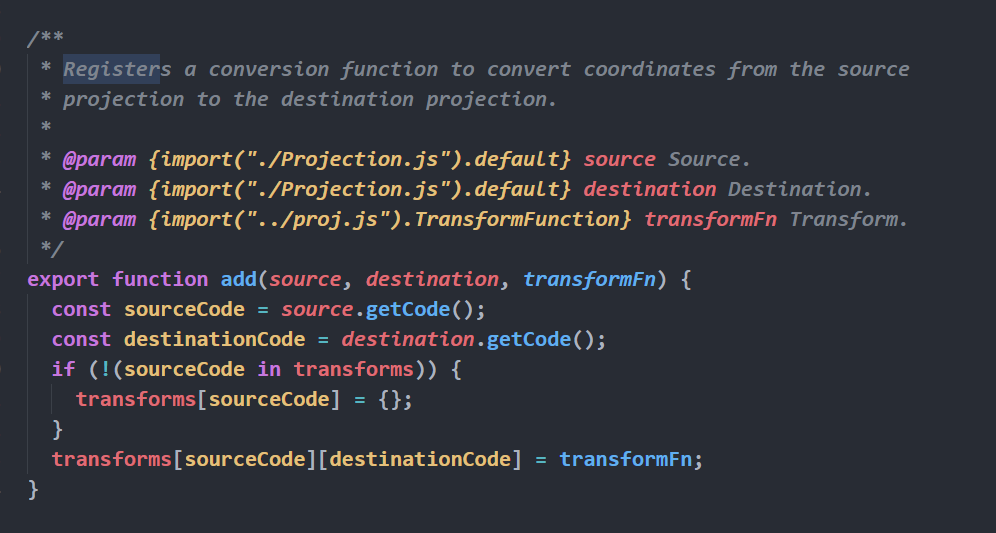 /**
 * Registers a conversion function to convert coordinates from the source
 * projection to the destination projection.
 *
 * @param {import("./Projection.js").default} source Source.
 * @param {import("./Projection.js").default} destination Destination.
 * @param {import("../proj.js").TransformFunction} transformFn Transform.
 */
export function add(source, destination, transformFn) {
  const sourceCode = source.getCode();
  const destinationCode = destination.getCode();
  if (!(sourceCode in transforms)) {
    transforms[sourceCode] = {};
  }
  transforms[sourceCode][destinationCode] = transformFn;
}